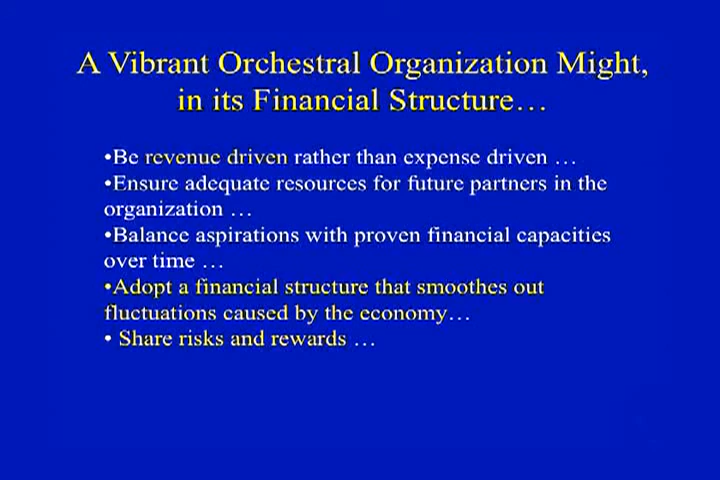 A Vibrant Orchestral Organization Might,
in its Financial Structure…
•Be revenue driven rather than expense driven …
•Ensure adequate resources for future partners in the
organization …
•Balance aspirations with proven financial capacities
over time …
•Adopt a financial structure that smoothes out
fluctuations caused by the economy…
• Share risks and rewards …